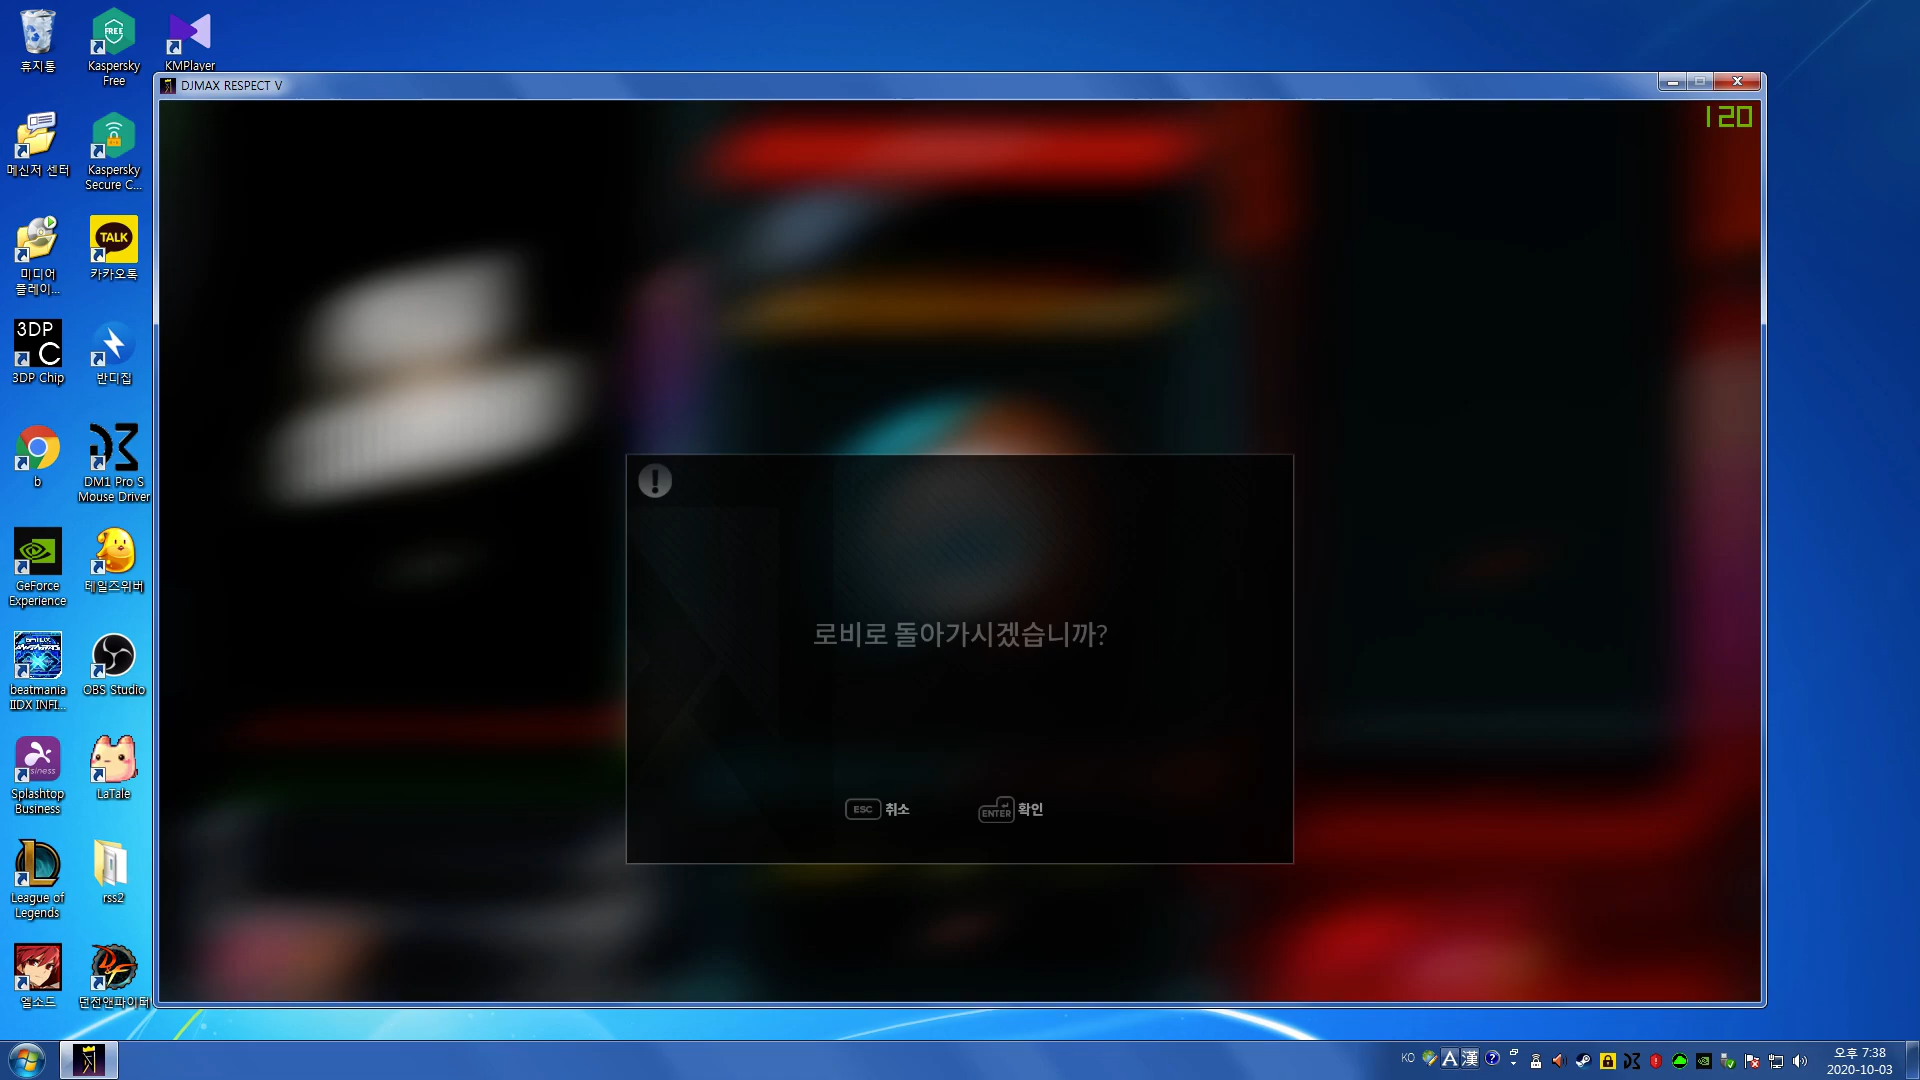 휴지통
Kaspersky
Free
KMPlayer
DJMAX RESPECT V
120
메신저 센터
Kaspersky
Secure C...
미디어
플레이...
TALK
카카오톡
3DP
C
3DP Chip
반디집
b
DM1 Pro S
Mouse Driver
GeForce
Experience
테일즈위버
beatmania
IIDX INFI...
OBS Studio
Splashtop
Business
LaTale
League of
Legends
rss2
엘소드
던전앤파이터
로비로 돌아가시겠습니까?
ESC 취소
ENTER 확인
KO
A 漢
오후 7:38
2020-10-03